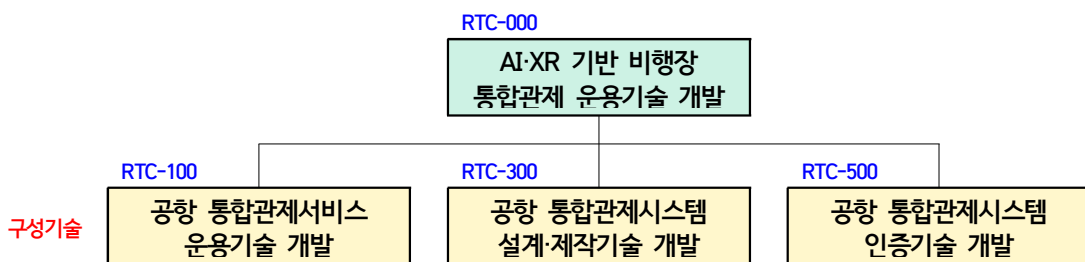 RTC-000
AI·XR 기반 비행장
통합관제 운용기술 개발
RTC-100
RTC-300
RTC-500
구성기술
공항 통합관제서비스
운용기술 개발
공항 통합관제시스템
설계·제작기술 개발
공항 통합관제시스템
인증기술 개발